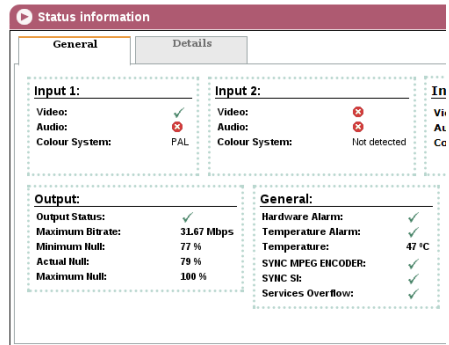 Status information
General
Details
Input 1:
Video:
Audio:
Colour System: PAL
Input 2:
Video:
Audio:
Colour System: Not detected
Output:
Output Status:
Maximum Bitrate: 31.67 Mbps
Minimum Null: 77 %
Actual Null: 79 %
Maximum Null: 100 %
General:
Hardware Alarm:
Temperature Alarm:
Temperature: 47 ºC
SYNC MPEG ENCODER:
SYNC SI:
Services Overflow: